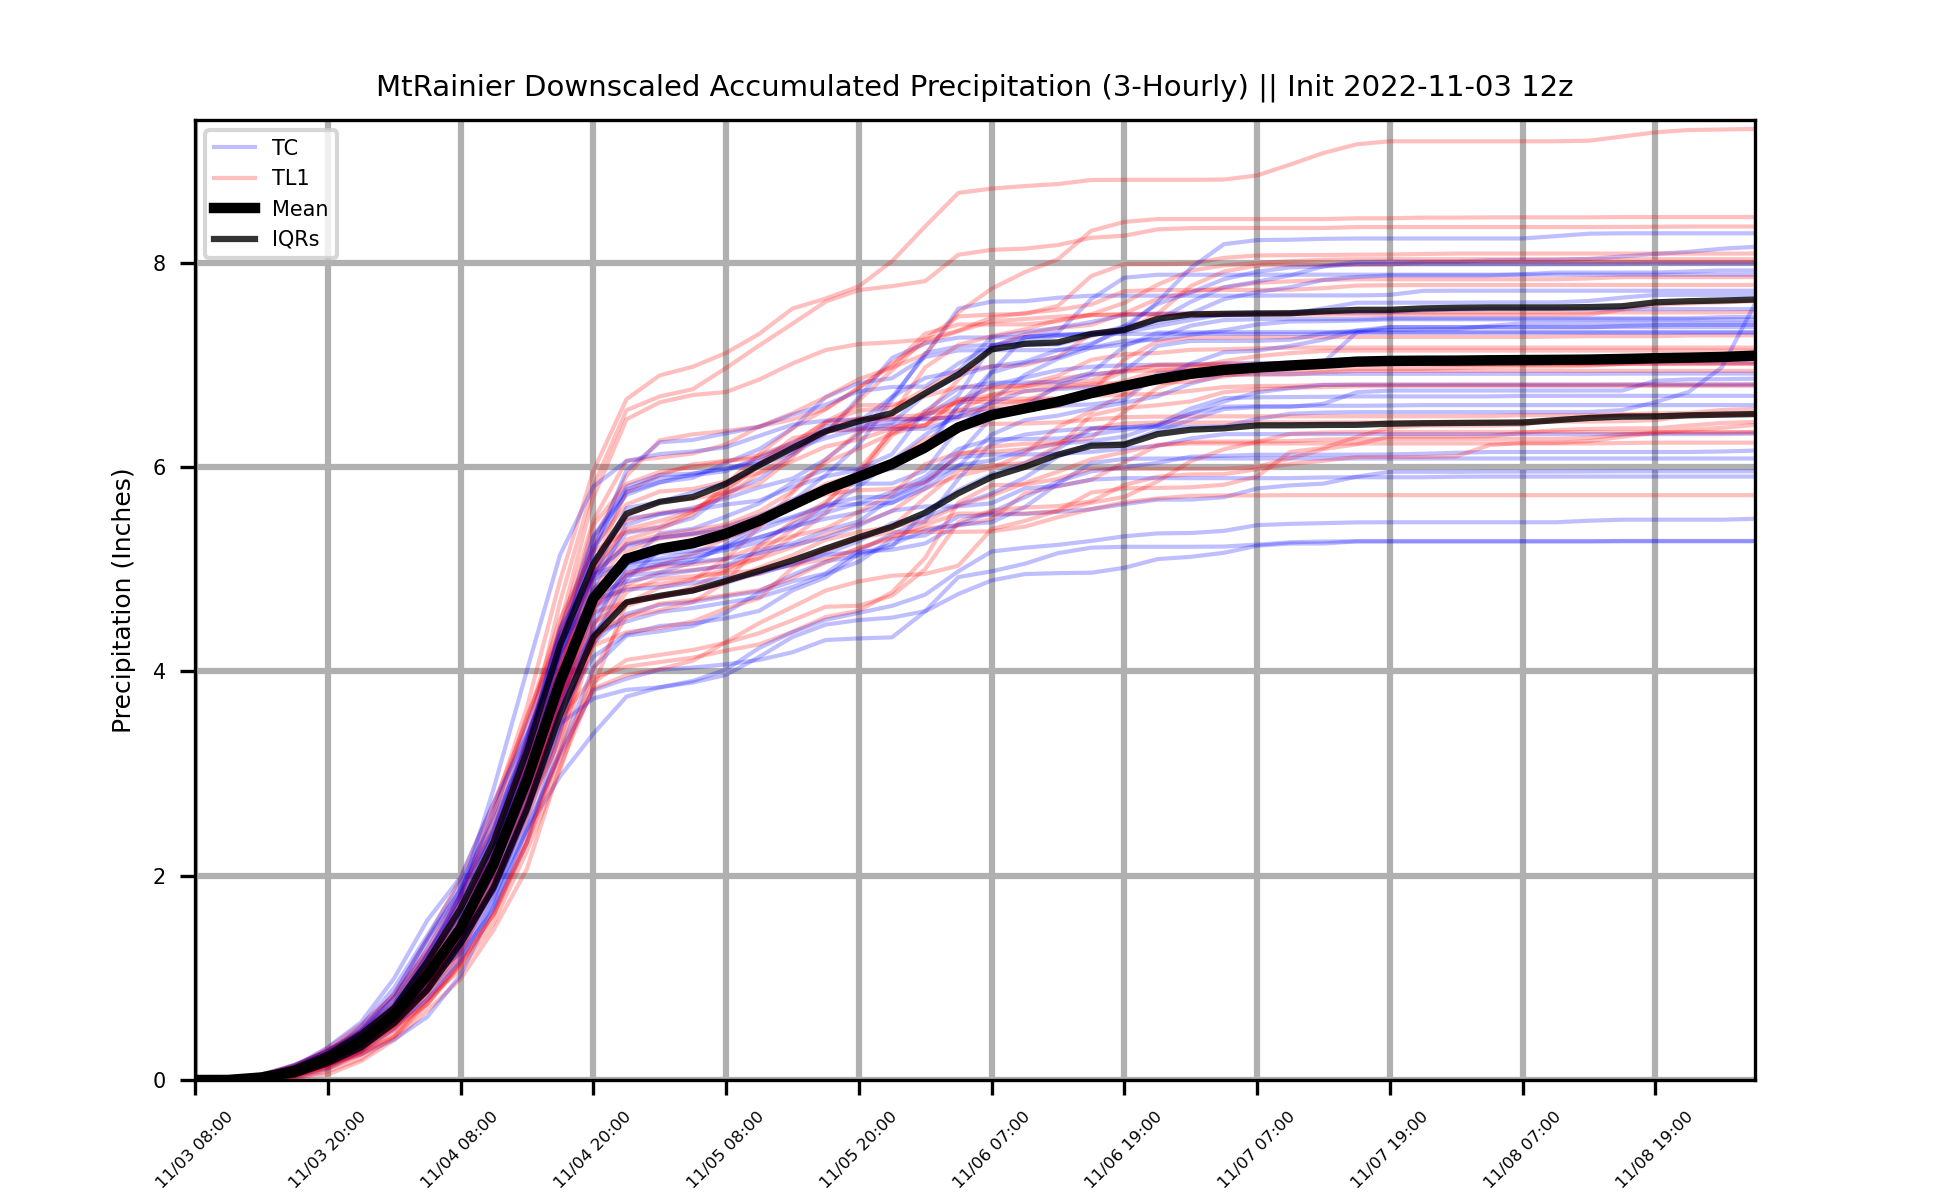 MtRainier Downscaled Accumulated Precipitation (3-Hourly) || Init 2022-11-03 12z
TC
TL1
Mean
IQRs
Precipitation (Inches)
8
6
4
2
0
11/03 08:00
11/03 20:00
11/04 08:00
11/04 20:00
11/05 08:00
11/05 20:00
11/06 07:00
11/06 19:00
11/07 07:00
11/07 19:00
11/08 07:00
11/08 19:00